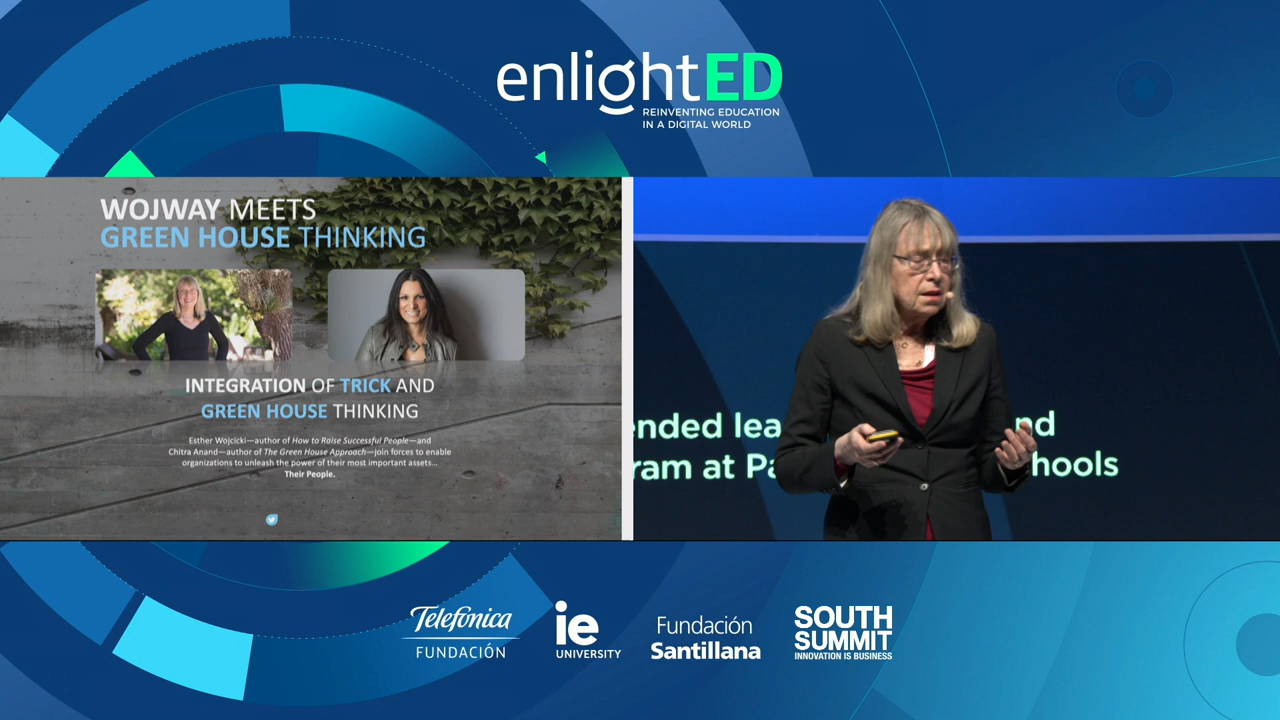 enlightED
REINVENTING EDUCATION
IN A DIGITAL WORLD
WOJWAY MEETS
GREEN HOUSE THINKING
INTEGRATION OF TRICK AND
GREEN HOUSE THINKING
Esther Wojcicki—author of How to Raise Successful People—and
Chitra Anand—author of The Green House Approach—join forces to enable
organizations to unleash the power of their most important assets...
Their People.
ended lea nd
ram at Pa hools
Telefónica
FUNDACIÓN
ie
UNIVERSITY
Fundación
Santillana
SOUTH
SUMMIT
INNOVATION IS BUSINESS